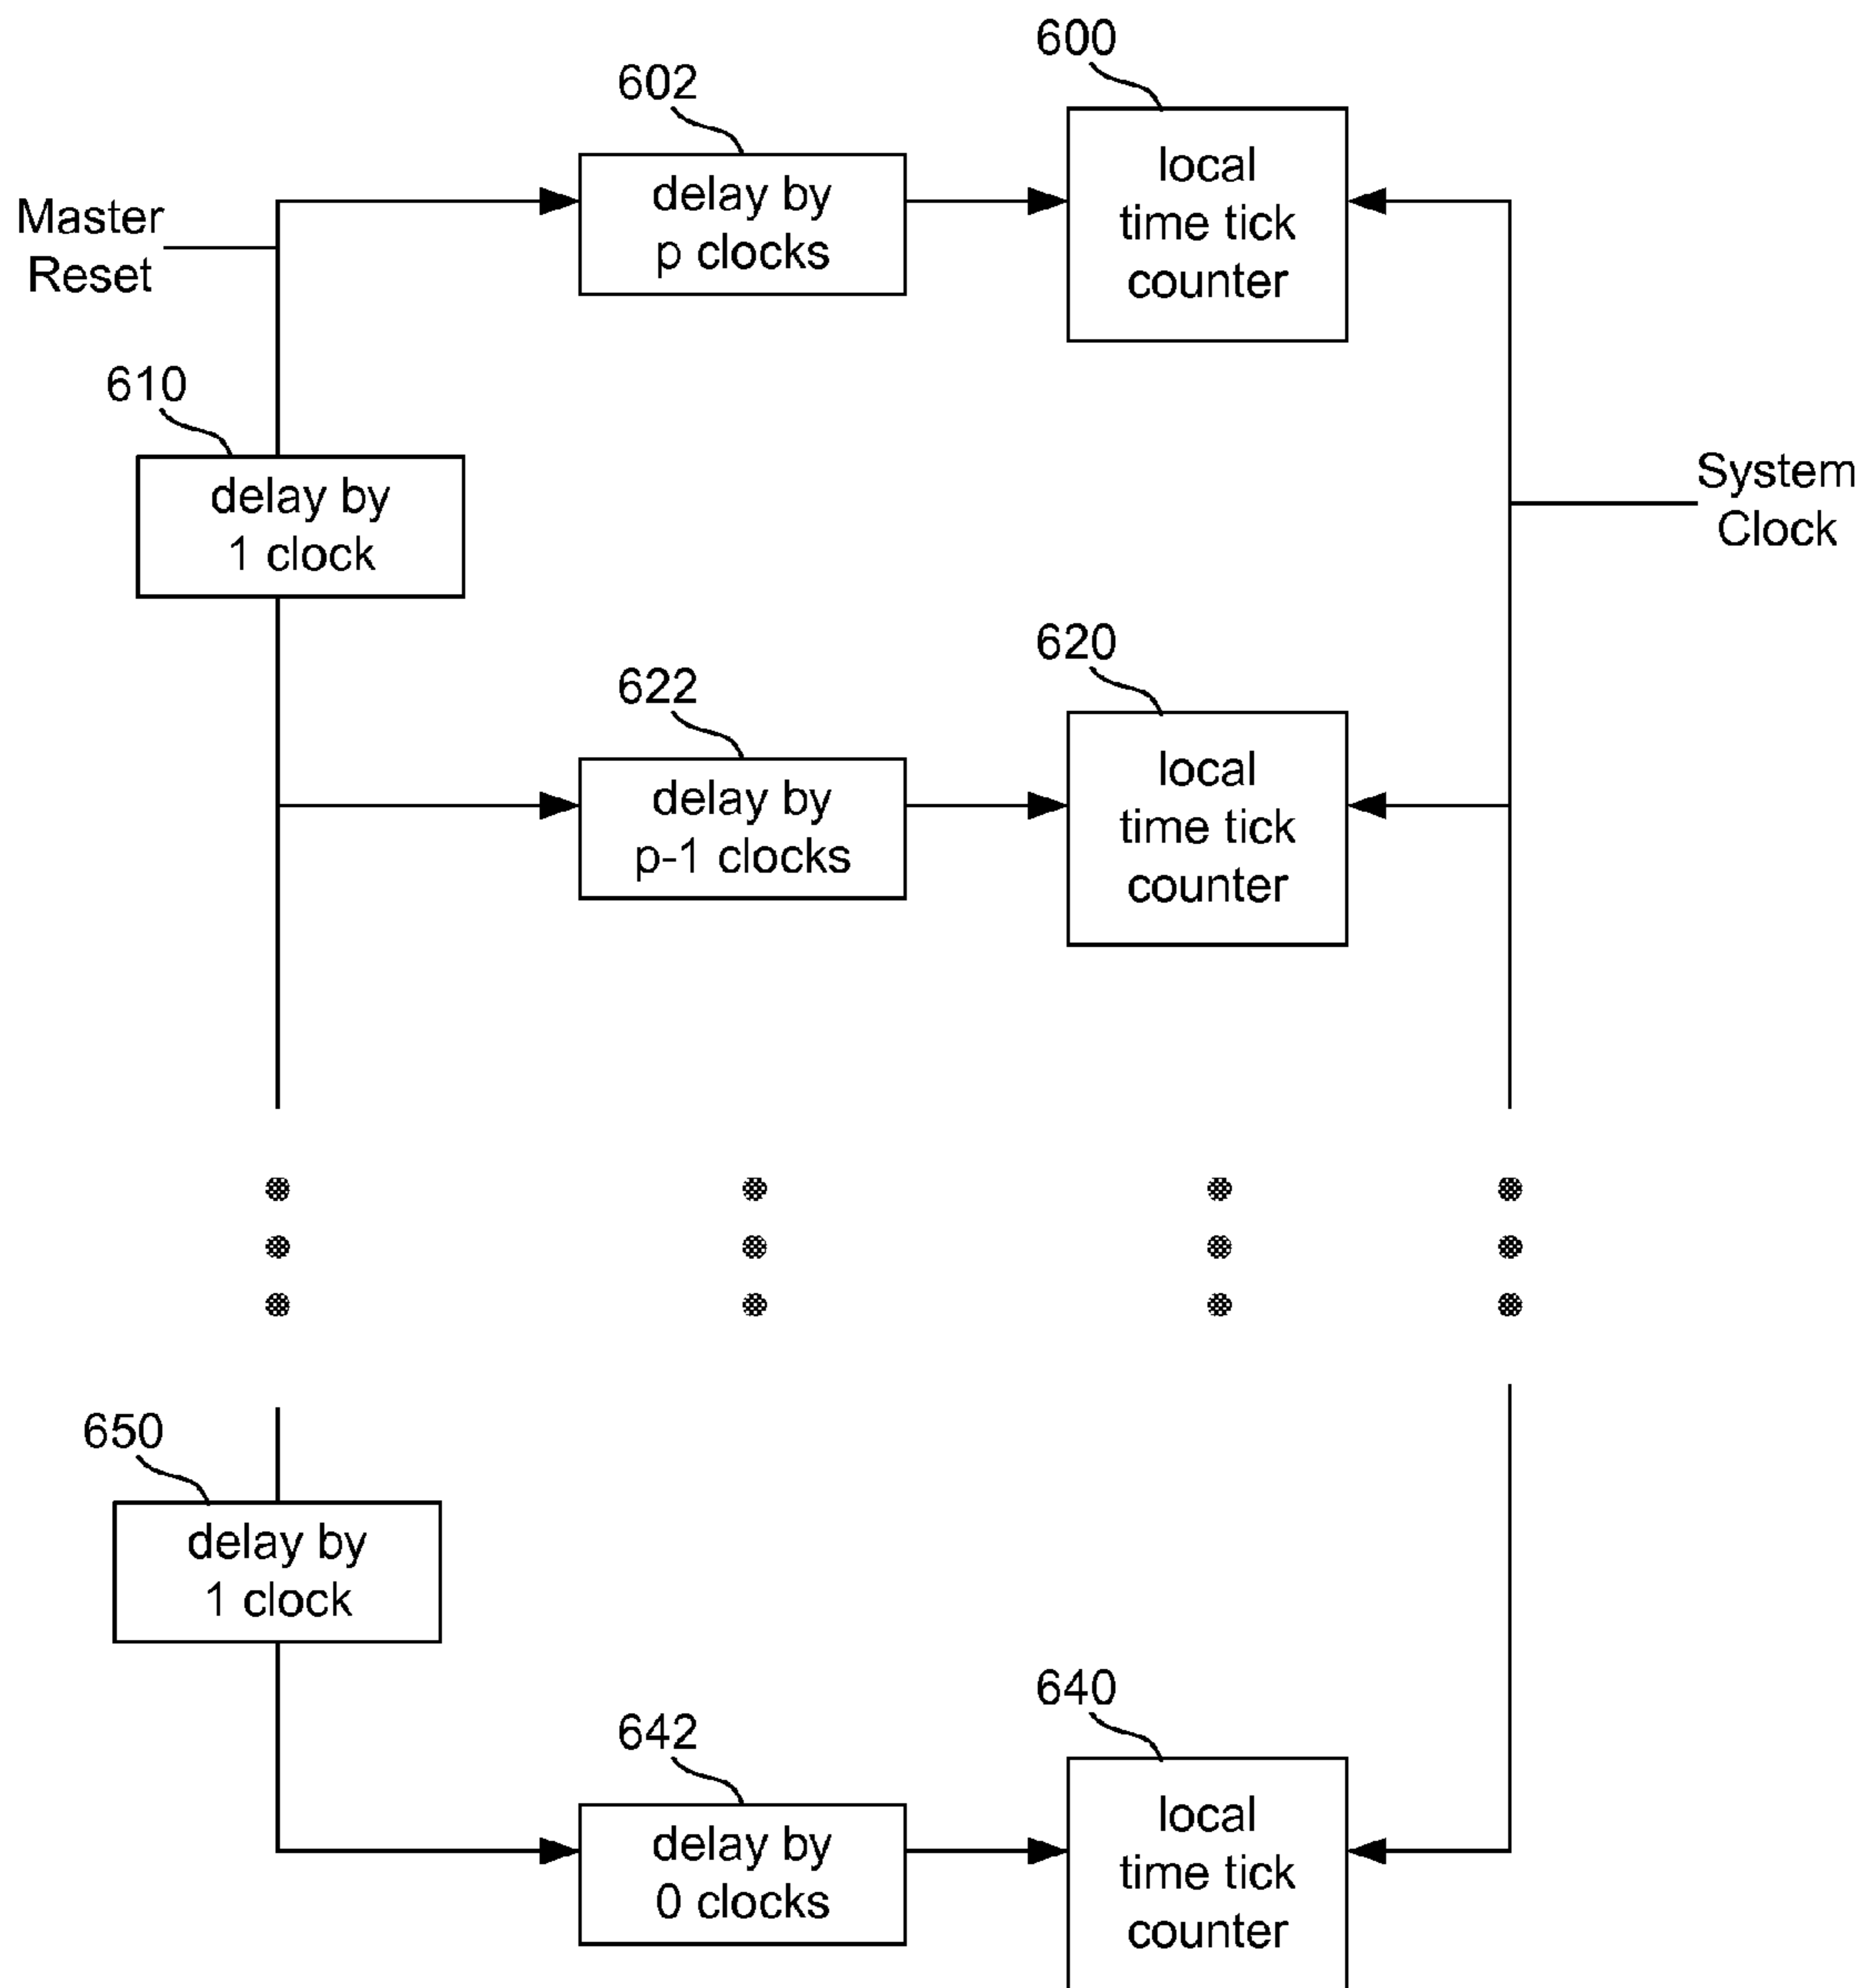 600
602
local
time tick
counter
delay by
p clocks
Master
Reset
610
delay by
1 clock
System
Clock
620
622
local
time tick
counter
delay by
p-1 clocks
650
delay by
1 clock
640
642
local
time tick
counter
delay by
0 clocks